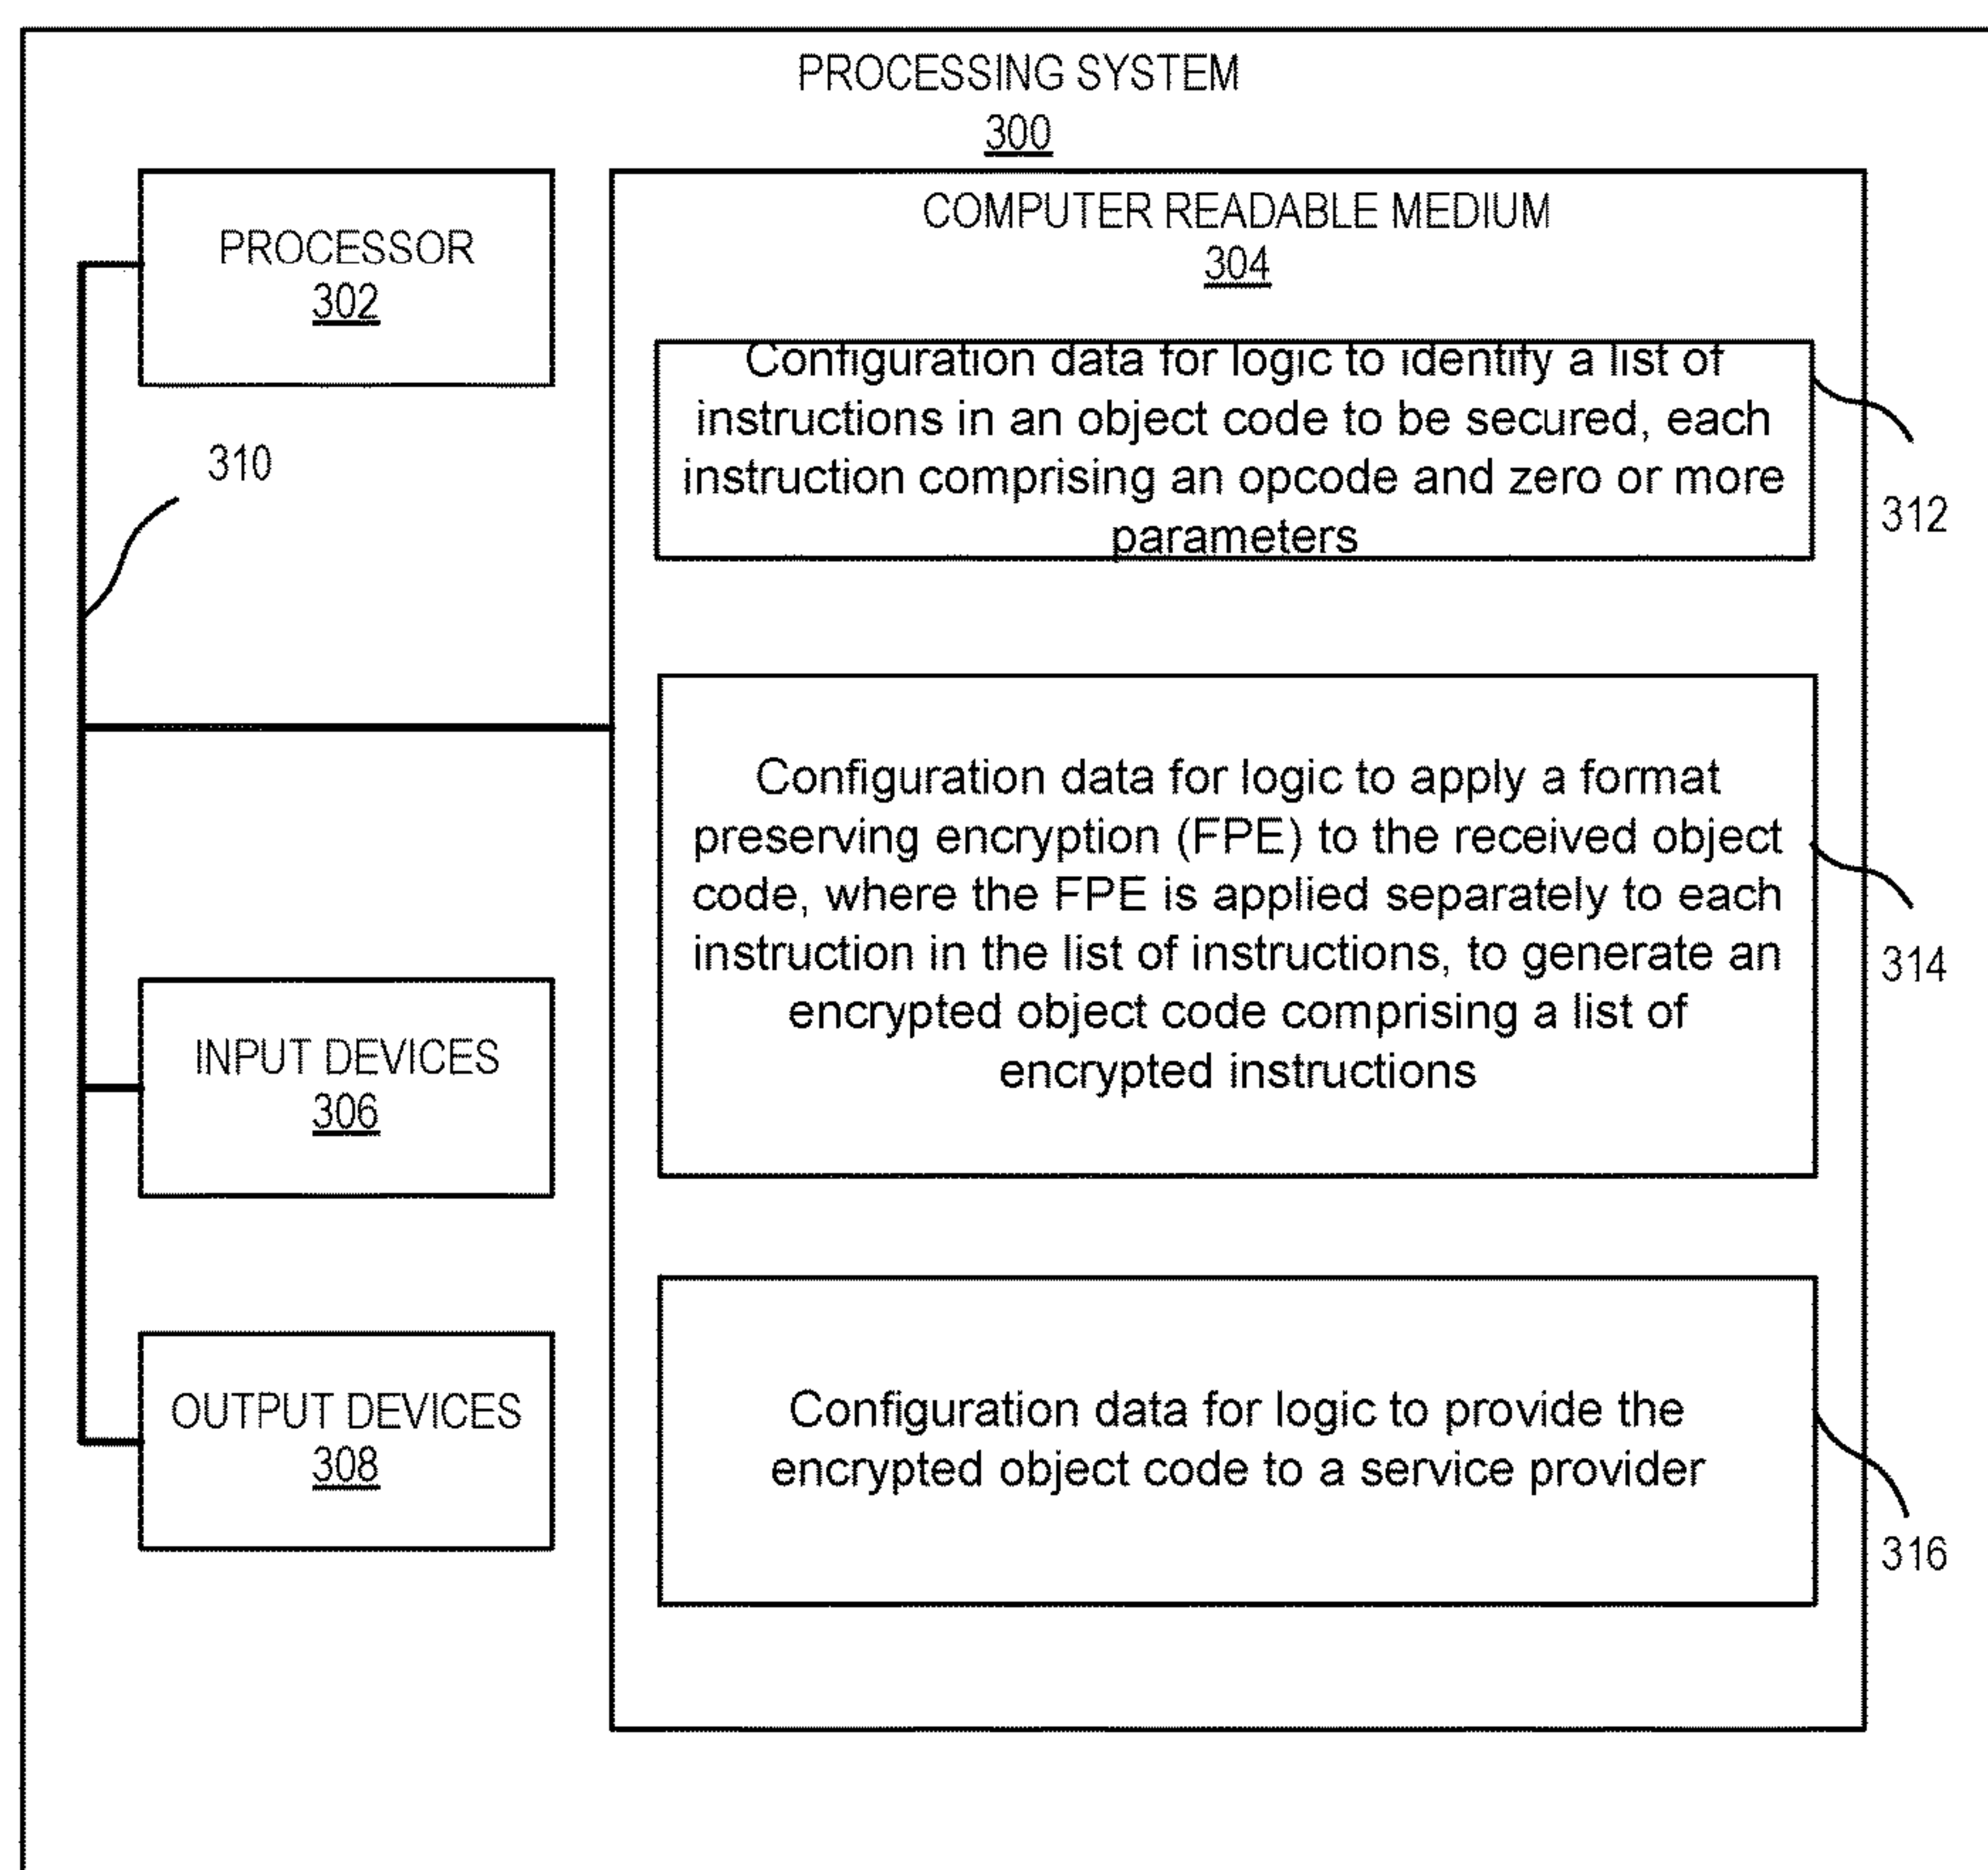 PROCESSING SYSTEM
300
PROCESSOR
302
310
COMPUTER READABLE MEDIUM
304
Configuration data for logic to identify a list of
instructions in an object code to be secured, each
instruction comprising an opcode and zero or more
parameters
312
Configuration data for logic to apply a format
preserving encryption (FPE) to the received object
code, where the FPE is applied separately to each
instruction in the list of instructions, to generate an
encrypted object code comprising a list of
encrypted instructions
314
INPUT DEVICES
306
OUTPUT DEVICES
308
Configuration data for logic to provide the
encrypted object code to a service provider
316